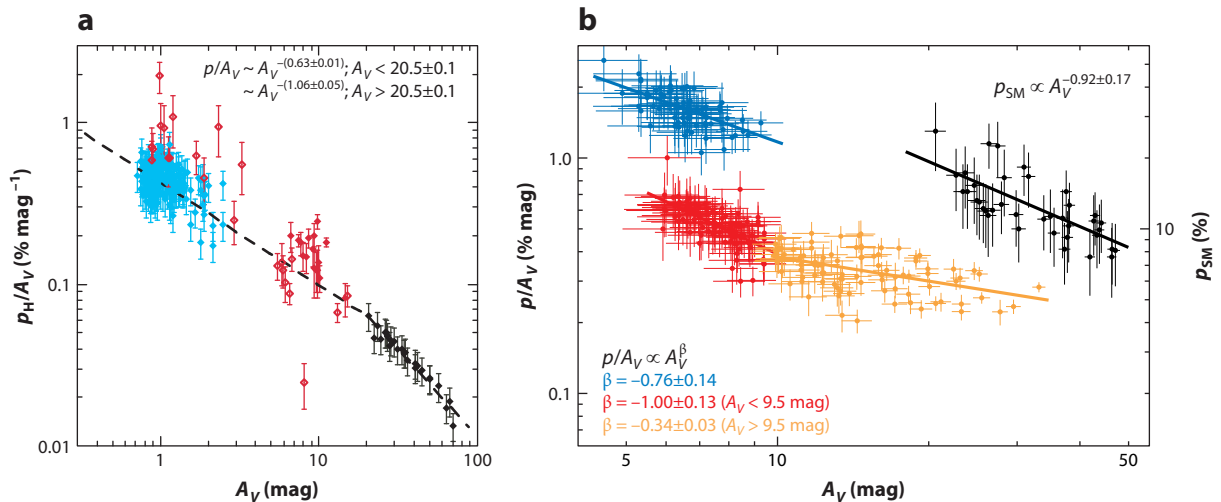 a
p/A_V ~ A_V^–(0.63±0.01); A_V < 20.5±0.1
~ A_V^–(1.06±0.05); A_V > 20.5±0.1
p_H/A_V (% mag^–1)
1
0.1
0.01
1
10
100
A_V (mag)
b
p_SM ∝ A_V^–0.92±0.17
p/A_V (% mag)
1.0
0.1
p/A_V ∝ A_V^β
β = –0.76±0.14
β = –1.00±0.13 (A_V < 9.5 mag)
β = –0.34±0.03 (A_V > 9.5 mag)
10
p_SM (%)
5
10
50
A_V (mag)